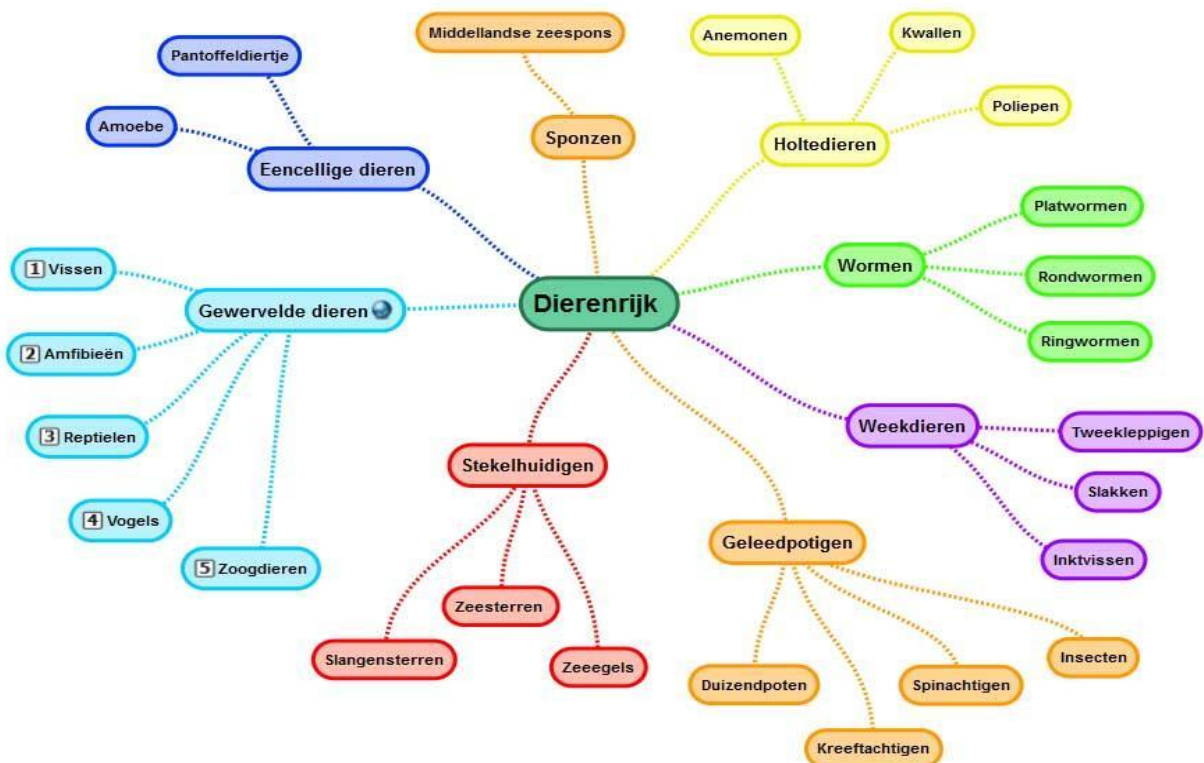 Middellandse zeespons
Anemonen
Kwallen
Pantoffeldiertje
Poliepen
Amoebe
Sponzen
Holtedieren
Eencellige dieren
Platwormen
Wormen
Rondwormen
1 Vissen
Dierenrijk
Gewervelde dieren
Ringwormen
2 Amfibieën
Weekdieren
Tweekleppigen
3 Reptielen
Stekelhuidigen
Slakken
4 Vogels
Geleedpotigen
Inktvissen
5 Zoogdieren
Zeesterren
Slangensterren
Zeeegels
Insecten
Duizendpoten
Spinachtigen
Kreeftachtigen